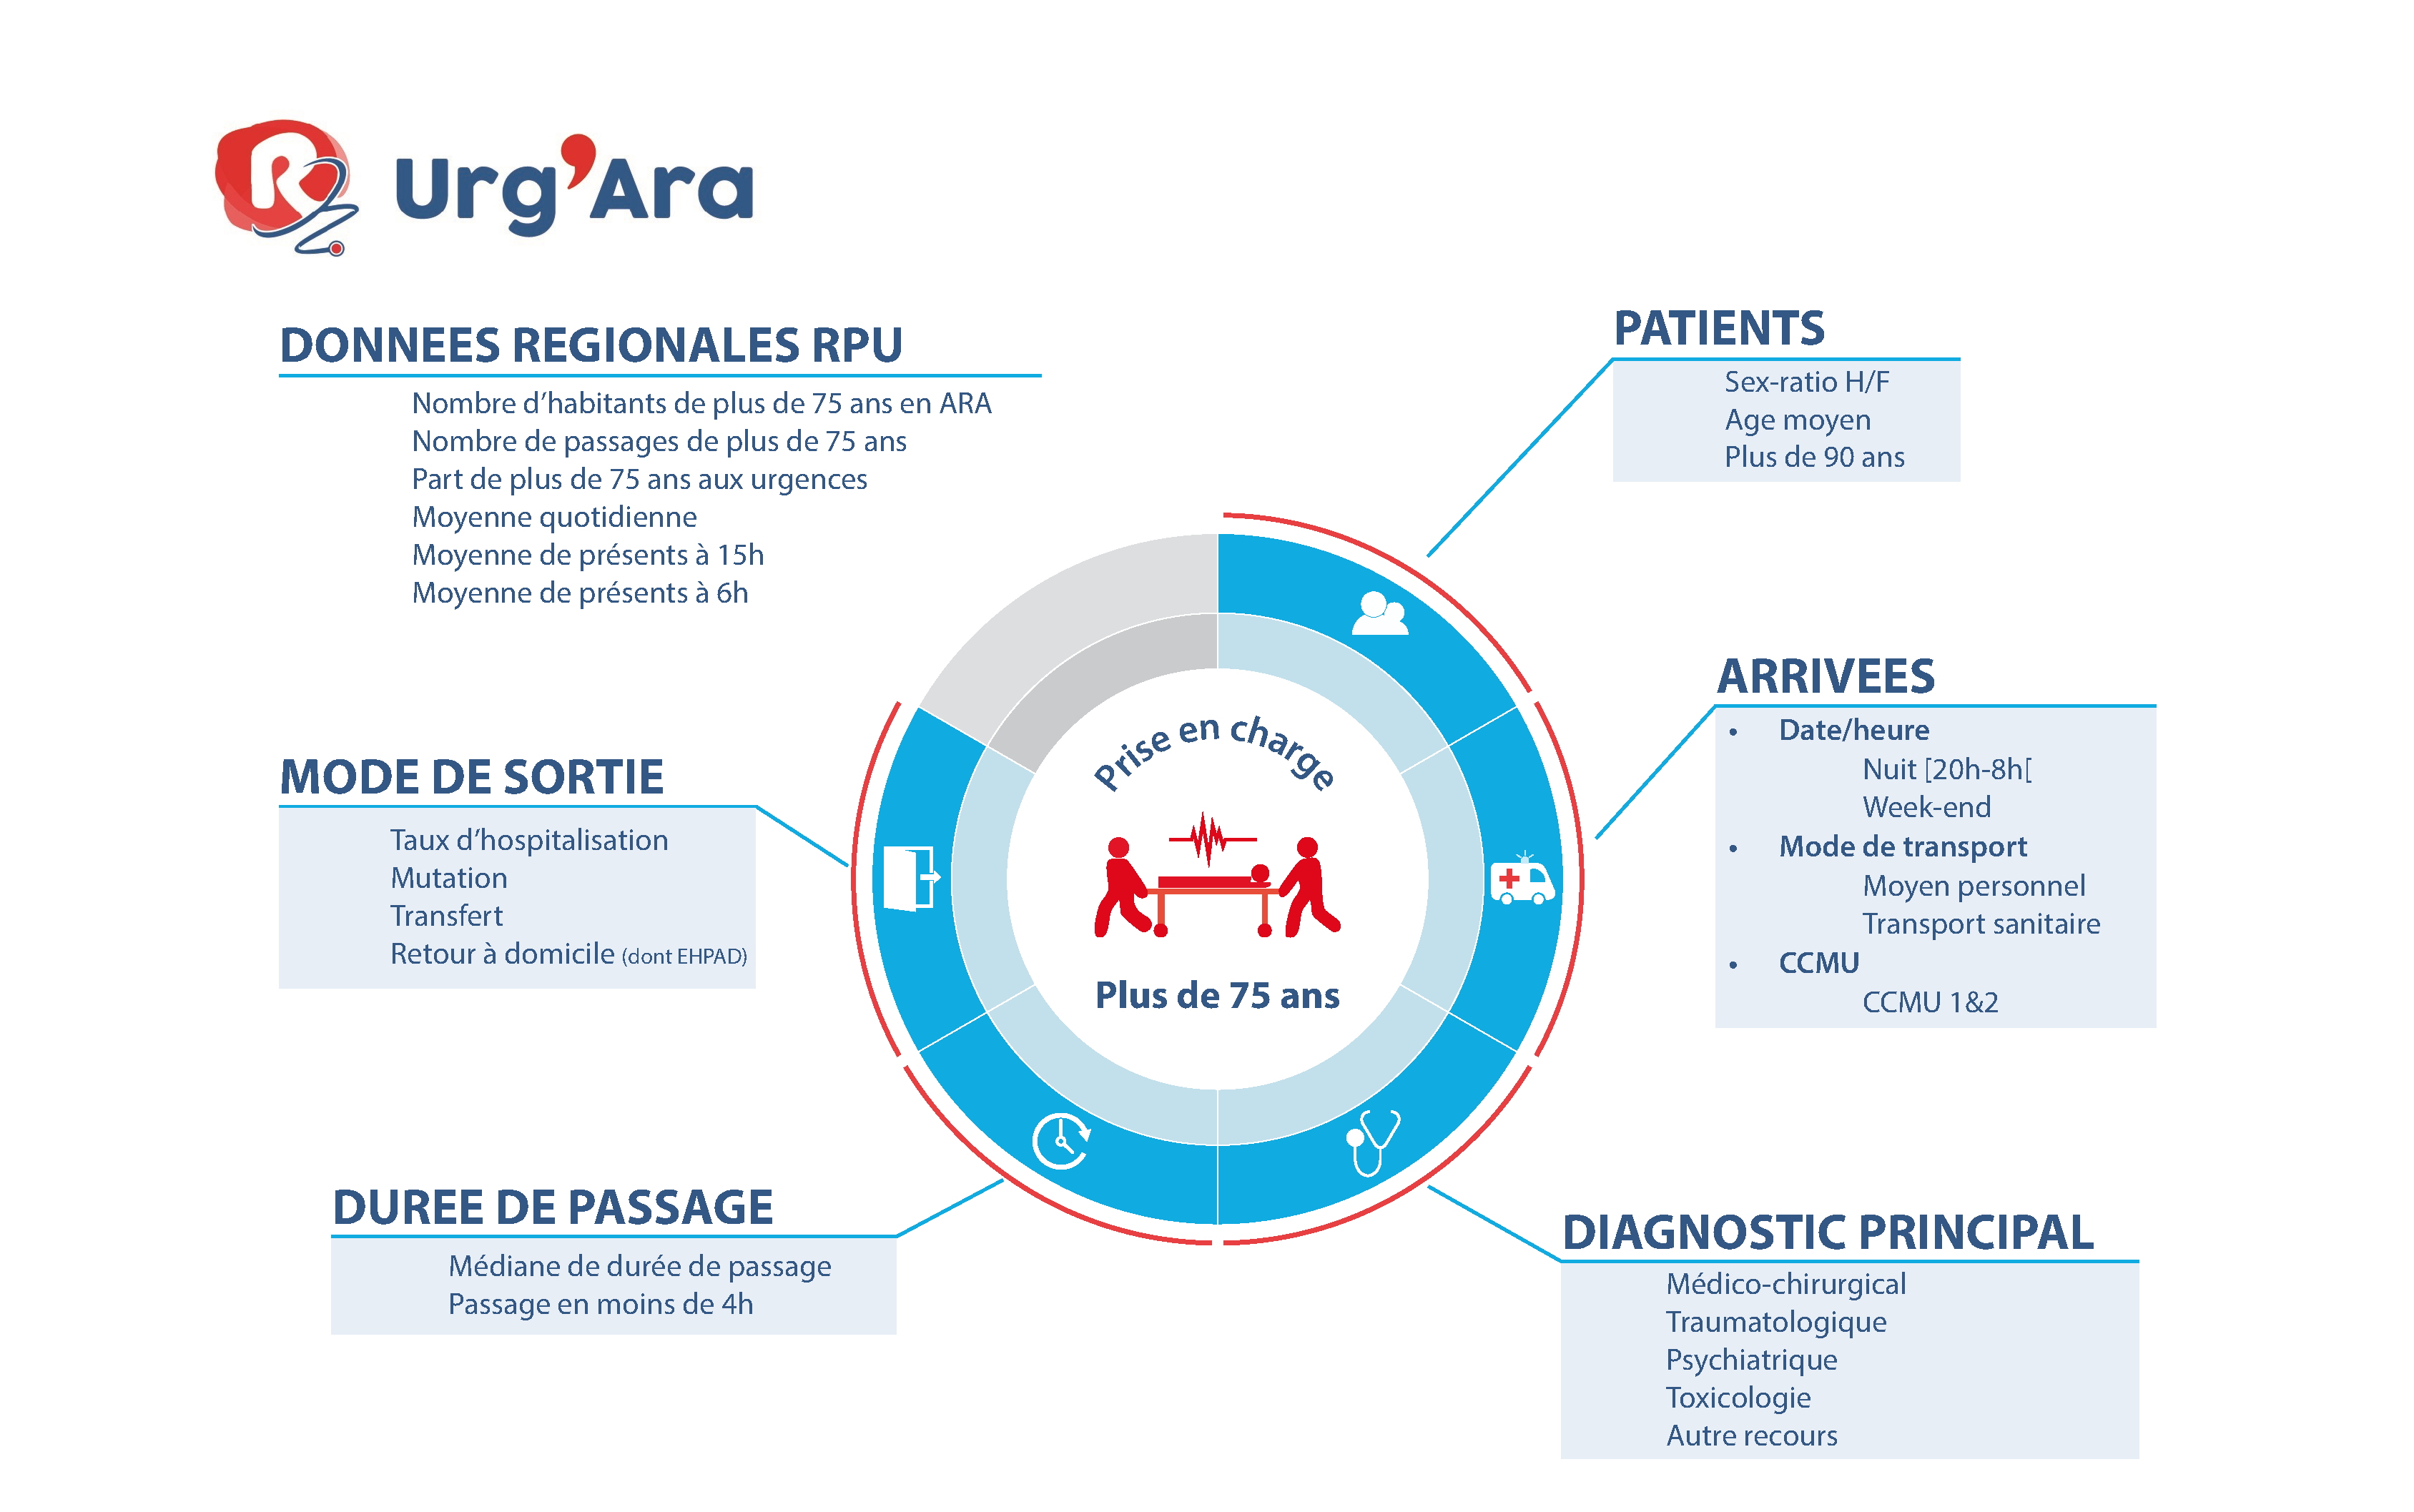 Urg'Ara
DONNEES REGIONALES RPU
Nombre d'habitants de plus de 75 ans en ARA
Nombre de passages de plus de 75 ans
Part de plus de 75 ans aux urgences
Moyenne quotidienne
Moyenne de présents à 15h
Moyenne de présents à 6h
PATIENTS
Sex-ratio H/F
Age moyen
Plus de 90 ans
ARRIVEES
• Date/heure
Nuit [20h-8h[
Week-end
• Mode de transport
Moyen personnel
Transport sanitaire
• CCMU
CCMU 1&2
Prise en charge
Plus de 75 ans
MODE DE SORTIE
Taux d'hospitalisation
Mutation
Transfert
Retour à domicile (dont EHPAD)
DUREE DE PASSAGE
Médiane de durée de passage
Passage en moins de 4h
DIAGNOSTIC PRINCIPAL
Médico-chirurgical
Traumatologique
Psychiatrique
Toxicologie
Autre recours